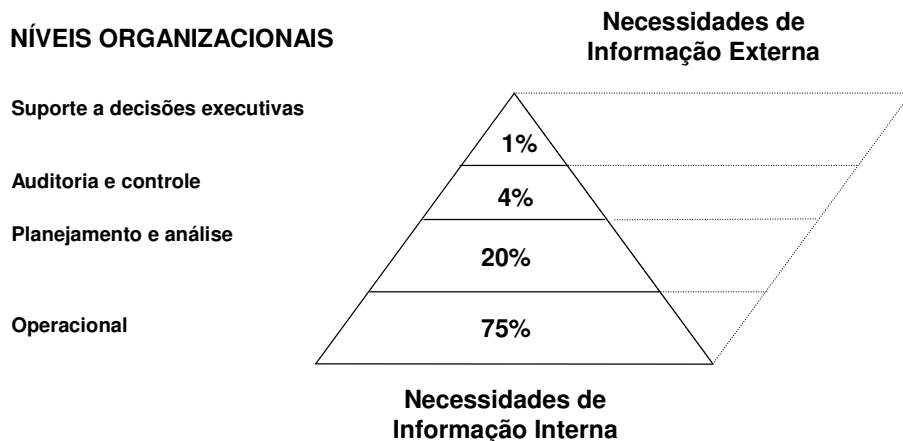 NÍVEIS ORGANIZACIONAIS
Necessidades de
Informação Externa
Suporte a decisões executivas
1%
Auditoria e controle
4%
Planejamento e análise
20%
Operacional
75%
Necessidades de
Informação Interna